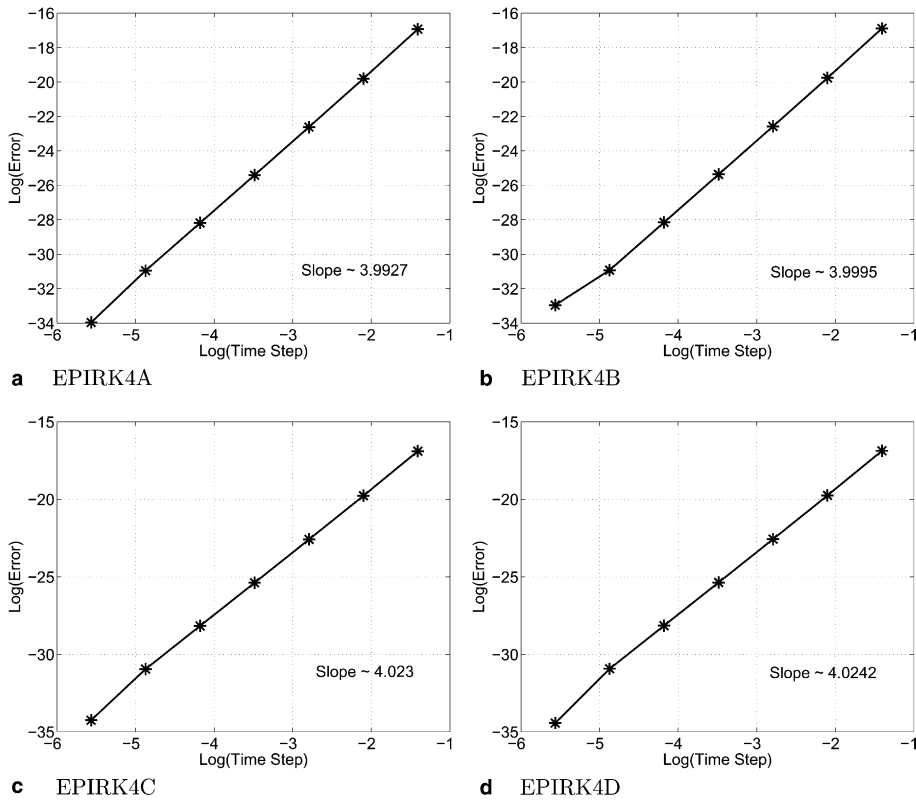 −16
−18
−20
−22
−24
−26
−28
−30
−32
−34
Log(Error)
Slope ~ 3.9927
−6 −5 −4 −3 −2 −1
Log(Time Step)
a EPIRK4A
−16
−18
−20
−22
−24
−26
−28
−30
−32
−34
Log(Error)
Slope ~ 3.9995
−6 −5 −4 −3 −2 −1
Log(Time Step)
b EPIRK4B
−15
−20
−25
−30
−35
Log(Error)
Slope ~ 4.023
−6 −5 −4 −3 −2 −1
Log(Time Step)
c EPIRK4C
−15
−20
−25
−30
−35
Log(Error)
Slope ~ 4.0242
−6 −5 −4 −3 −2 −1
Log(Time Step)
d EPIRK4D